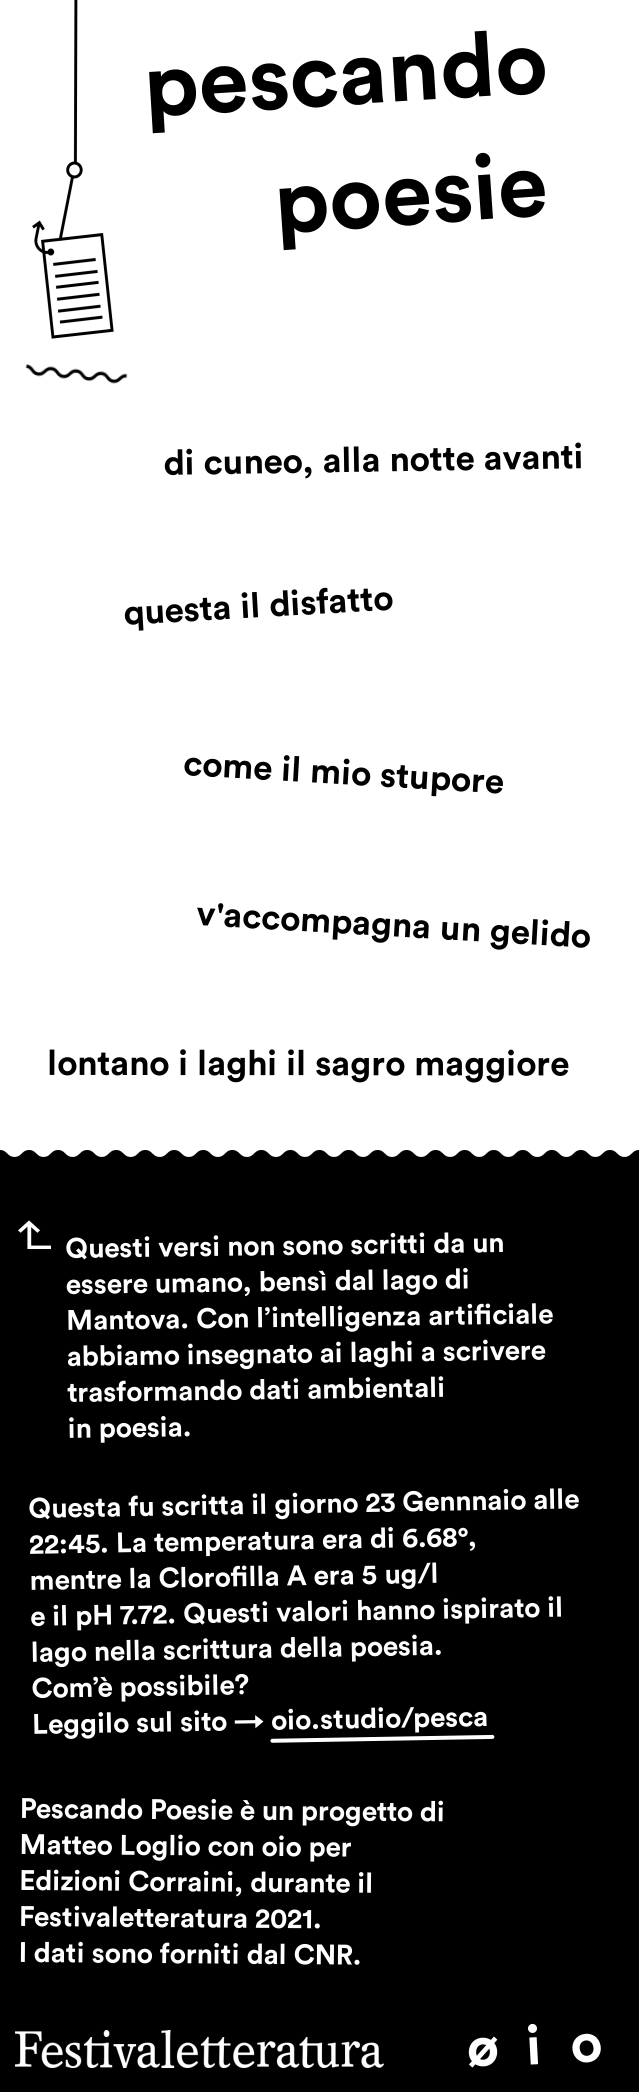 pescando
poesie
di cuneo, alla notte avanti
questa il disfatto
come il mio stupore
v'accompagna un gelido
lontano i laghi il sagro maggiore
Questi versi non sono scritti da un
essere umano, bensì dal lago di
Mantova. Con l’intelligenza artificiale
abbiamo insegnato ai laghi a scrivere
trasformando dati ambientali
in poesia.
Questa fu scritta il giorno 23 Gennnaio alle
22:45. La temperatura era di 6.68°,
mentre la Clorofilla A era 5 ug/l
e il pH 7.72. Questi valori hanno ispirato il
lago nella scrittura della poesia.
Com’è possibile?
Leggilo sul sito → oio.studio/pesca
Pescando Poesie è un progetto di
Matteo Loglio con oio per
Edizioni Corraini, durante il
Festivaletteratura 2021.
I dati sono forniti dal CNR.
Festivaletteratura ø i o